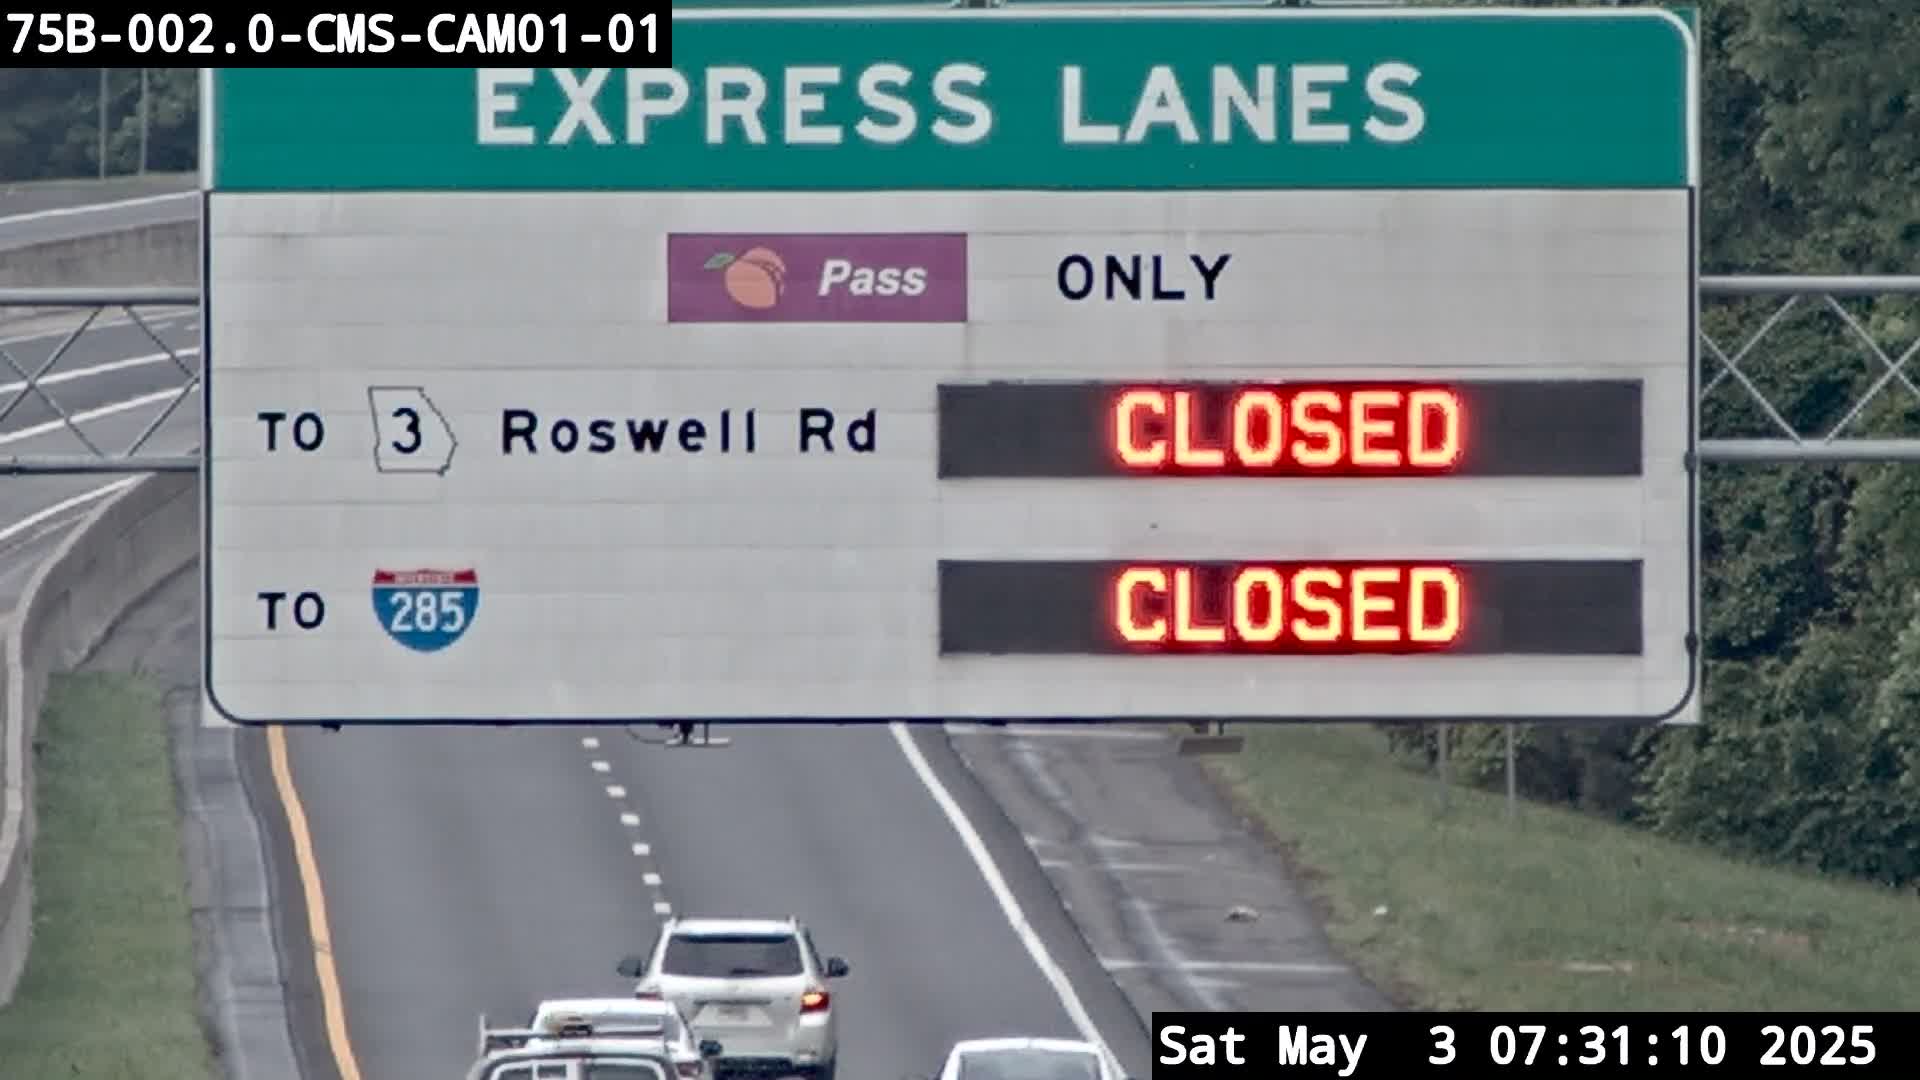 75B-002.0-CMS-CAM01-01
EXPRESS LANES
Pass ONLY
TO 3 Roswell Rd CLOSED
TO 285 CLOSED
Sat May 3 07:31:10 2025